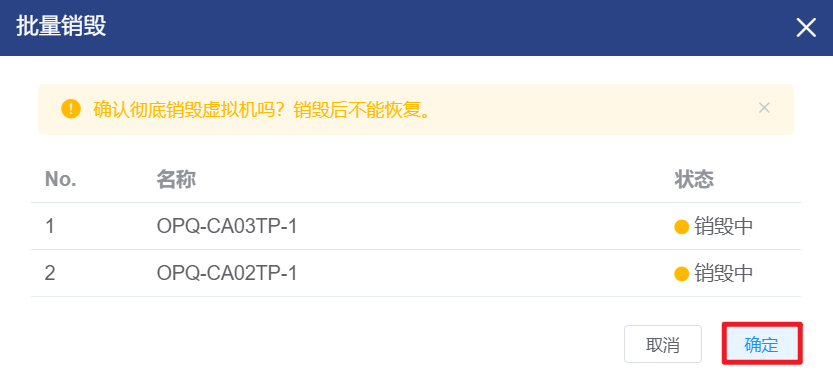 批量销毁
确认彻底销毁虚拟机吗？销毁后不能恢复。
No. 名称 状态
1 OPQ-CA03TP-1 销毁中
2 OPQ-CA02TP-1 销毁中
取消 确定